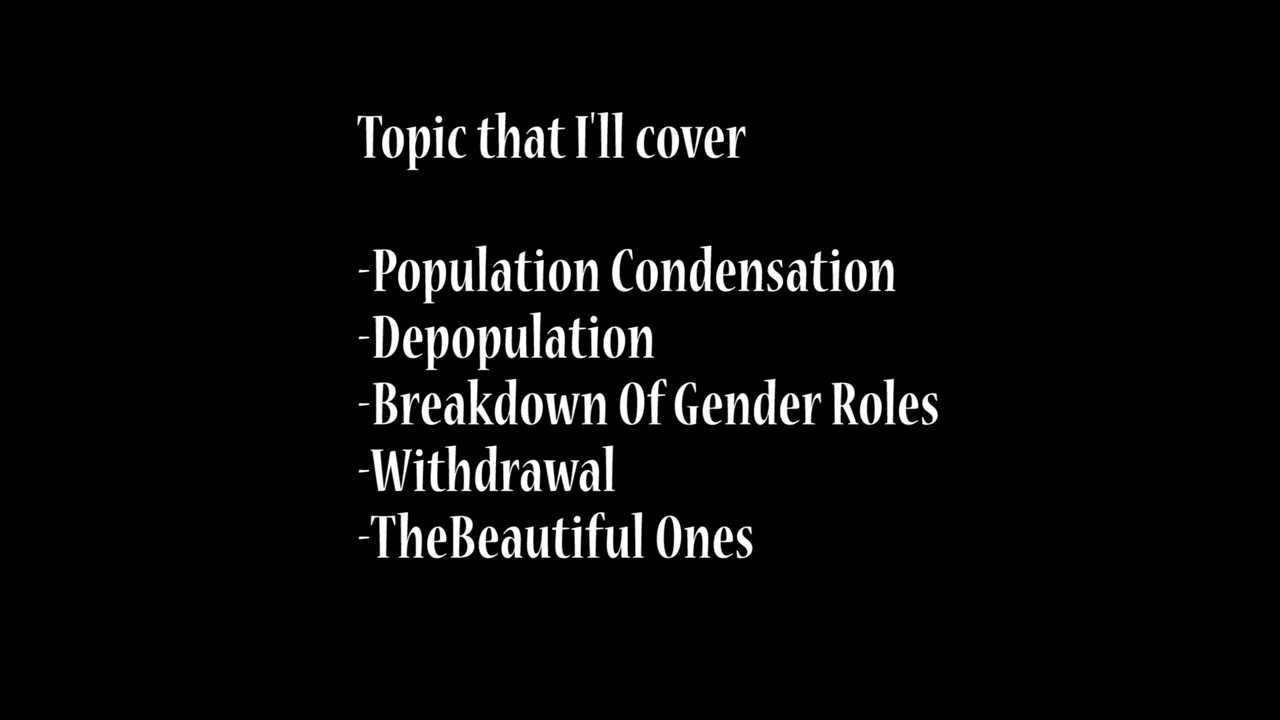 Topic that I'll cover
-Population Condensation
-Depopulation
-Breakdown Of Gender Roles
-Withdrawal
-TheBeautiful Ones